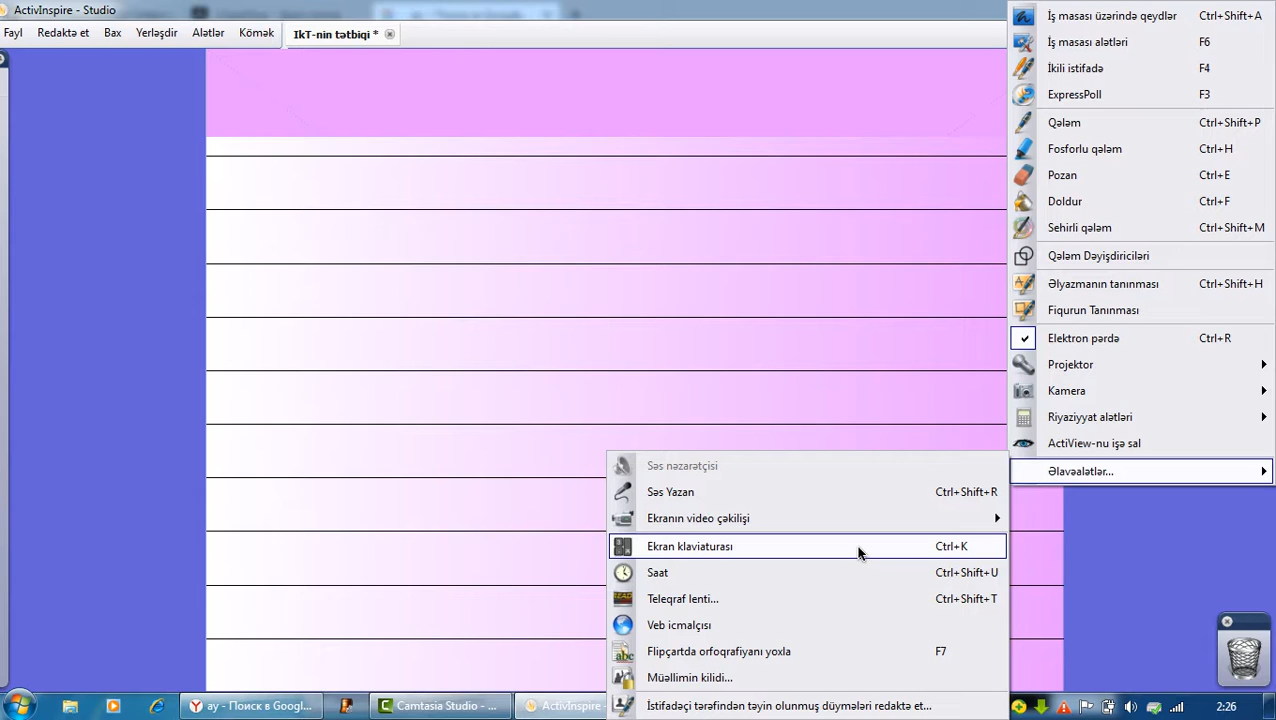 ActivInspire - Studio
Fayl Redaktə et Bax Yerləşdir Alətlər Kömək
IkT-nin tətbiqi *
İş masası üzərində qeydlər Ctrl+Shift+A
İş masası alətləri F6
İkili istifadə F4
ExpressPoll F3
Qələm Ctrl+Shift+P
Fosforlu qələm Ctrl+H
Pozan Ctrl+E
Doldur Ctrl+F
Sehirli qələm Ctrl+Shift+M
Qələm Dəyişdiriciləri
Əlyazmanın tanınması Ctrl+Shift+H
Fiqurun Tanınması
Elektron pərdə Ctrl+R
Projektor
Kamera
Riyaziyyat alətləri
ActiView-nu işə sal
Əlavəalətlər...
Səs nəzarətçisi
Səs Yazan Ctrl+Shift+R
Ekranın video çəkilişi
Ekran klaviaturası Ctrl+K
Saat Ctrl+Shift+U
Teleqraf lenti... Ctrl+Shift+T
Veb icmalçısı
Flipçartda orfoqrafiyanı yoxla F7
Müəllimin kilidi...
İstifadəçi tərəfindən təyin olunmuş düymələri redaktə et...
ay - Поиск в Google...
Camtasia Studio - ...
ActivInspire -
2:26